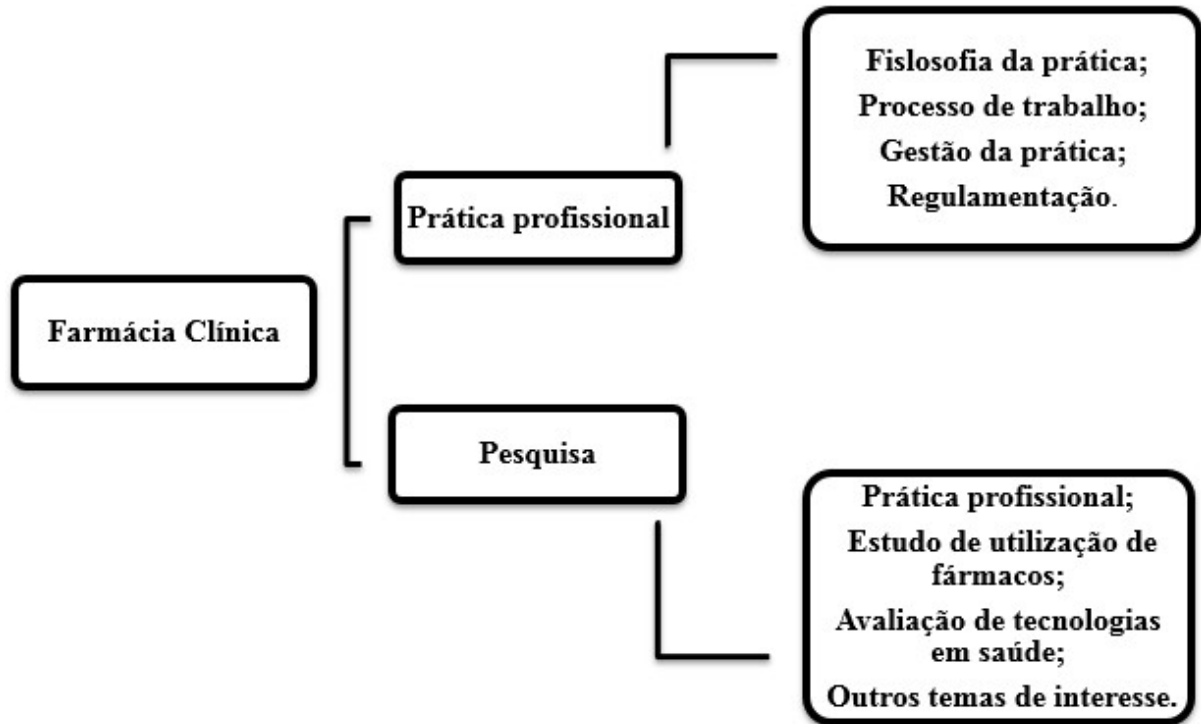 Farmácia Clínica
Prática profissional
Fislosofia da prática;
Processo de trabalho;
Gestão da prática;
Regulamentação.
Pesquisa
Prática profissional;
Estudo de utilização de
fármacos;
Avaliação de tecnologias
em saúde;
Outros temas de interesse.